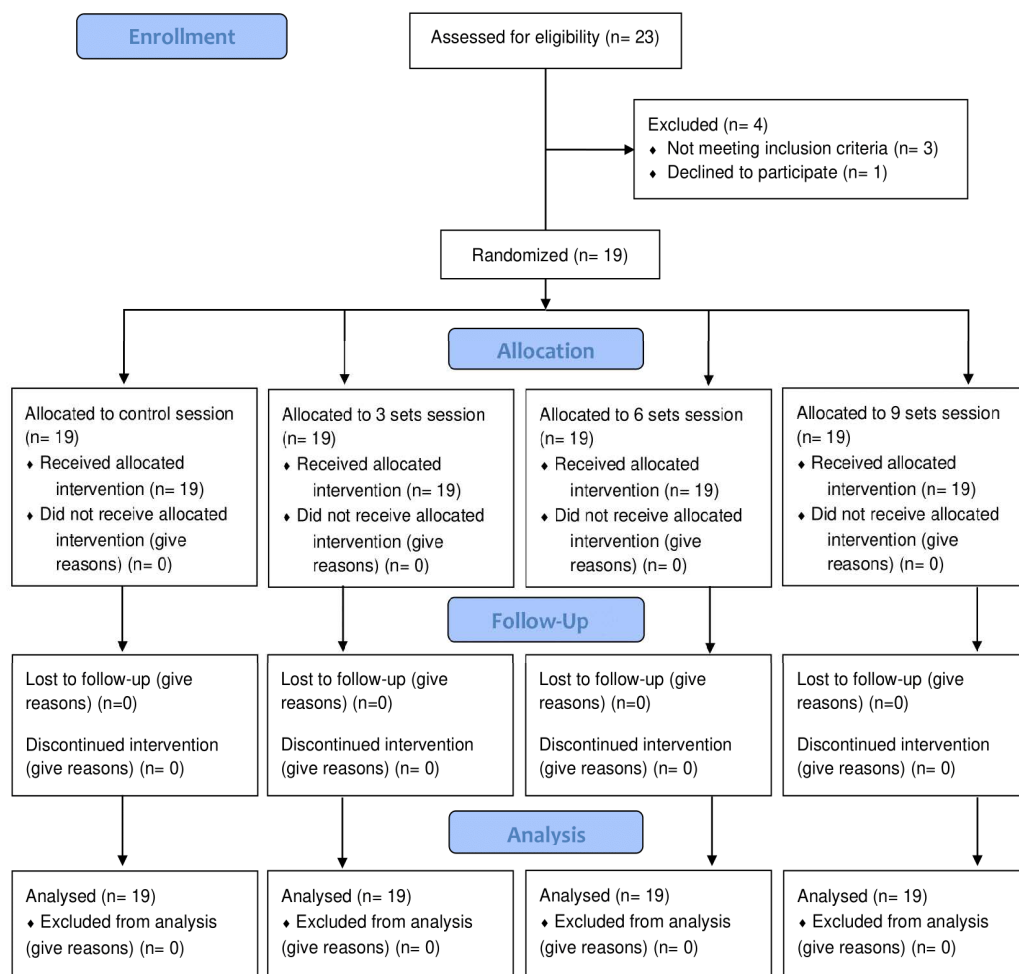 Enrollment
Assessed for eligibility (n= 23)
Excluded (n= 4)
♦ Not meeting inclusion criteria (n= 3)
♦ Declined to participate (n= 1)
Randomized (n= 19)
Allocation
Allocated to control session
(n= 19)
♦ Received allocated
intervention (n= 19)
♦ Did not receive allocated
intervention (give
reasons) (n= 0)
Allocated to 3 sets session
(n= 19)
♦ Received allocated
intervention (n= 19)
♦ Did not receive allocated
intervention (give
reasons) (n= 0)
Allocated to 6 sets session
(n= 19)
♦ Received allocated
intervention (n= 19)
♦ Did not receive allocated
intervention (give
reasons) (n= 0)
Allocated to 9 sets session
(n= 19)
♦ Received allocated
intervention (n= 19)
♦ Did not receive allocated
intervention (give
reasons) (n= 0)
Follow-Up
Lost to follow-up (give
reasons) (n=0)
Discontinued intervention
(give reasons) (n= 0)
Lost to follow-up (give
reasons) (n=0)
Discontinued intervention
(give reasons) (n= 0)
Lost to follow-up (give
reasons) (n=0)
Discontinued intervention
(give reasons) (n= 0)
Lost to follow-up (give
reasons) (n=0)
Discontinued intervention
(give reasons) (n= 0)
Analysis
Analysed (n= 19)
♦ Excluded from analysis
(give reasons) (n= 0)
Analysed (n= 19)
♦ Excluded from analysis
(give reasons) (n= 0)
Analysed (n= 19)
♦ Excluded from analysis
(give reasons) (n= 0)
Analysed (n= 19)
♦ Excluded from analysis
(give reasons) (n= 0)